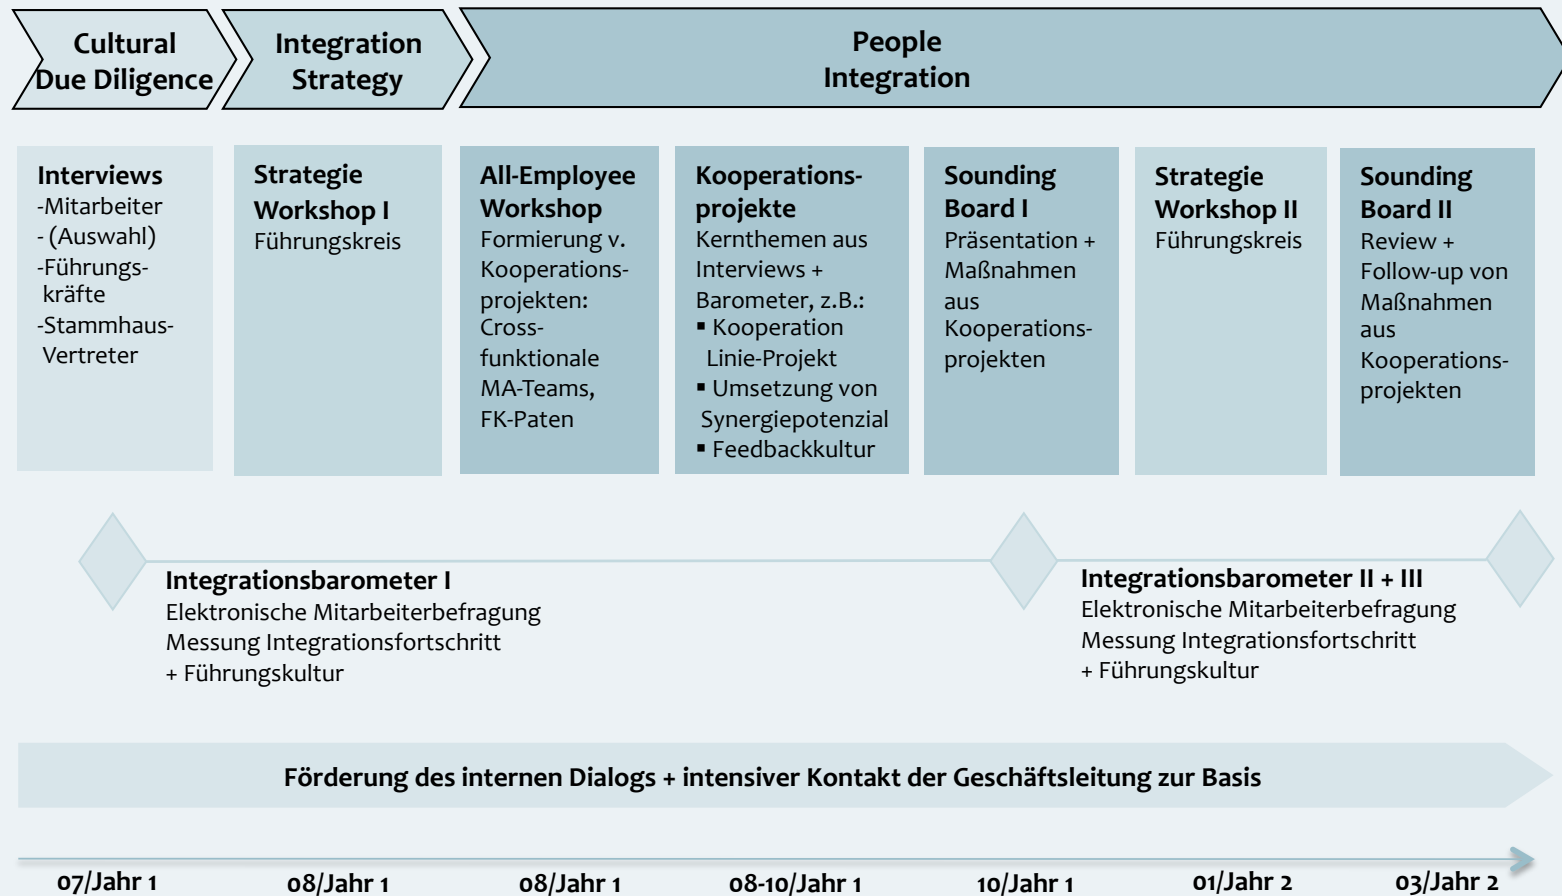 Cultural
Due Diligence
Integration
Strategy
People
Integration
Interviews
-Mitarbeiter
- (Auswahl)
-Führungs-
kräfte
-Stammhaus-
Vertreter
Strategie
Workshop I
Führungskreis
All-Employee
Workshop
Formierung v.
Kooperations-
projekten:
Cross-
funktionale
MA-Teams,
FK-Paten
Kooperations-
projekte
Kernthemen aus
Interviews +
Barometer, z.B.:
▪ Kooperation
Linie-Projekt
▪ Umsetzung von
Synergiepotenzial
▪ Feedbackkultur
Sounding
Board I
Präsentation +
Maßnahmen
aus
Kooperations-
projekten
Strategie
Workshop II
Führungskreis
Sounding
Board II
Review +
Follow-up von
Maßnahmen
aus
Kooperations-
projekten
Integrationsbarometer I
Elektronische Mitarbeiterbefragung
Messung Integrationsfortschritt
+ Führungskultur
Integrationsbarometer II + III
Elektronische Mitarbeiterbefragung
Messung Integrationsfortschritt
+ Führungskultur
Förderung des internen Dialogs + intensiver Kontakt der Geschäftsleitung zur Basis
07/Jahr 1
08/Jahr 1
08/Jahr 1
08-10/Jahr 1
10/Jahr 1
01/Jahr 2
03/Jahr 2